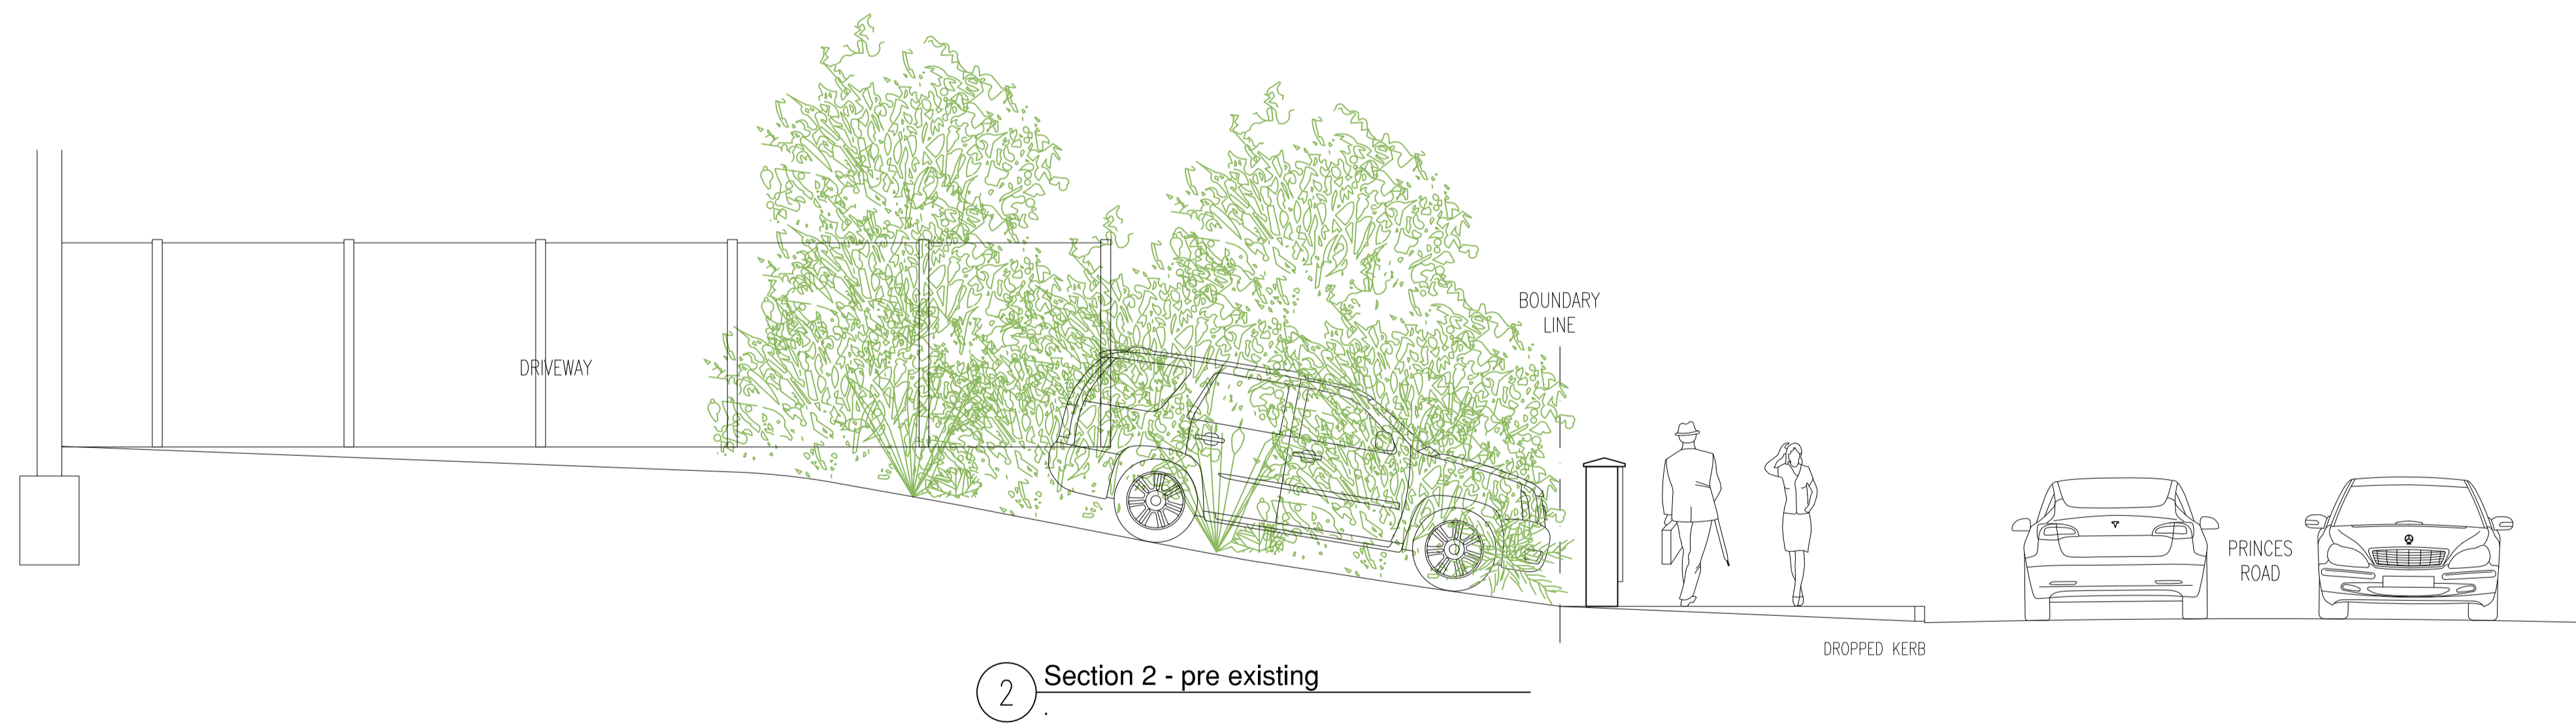 BOUNDARY
LINE
DRIVEWAY
PRINCES
ROAD
DROPPED KERB
2
Section 2 - pre existing
.